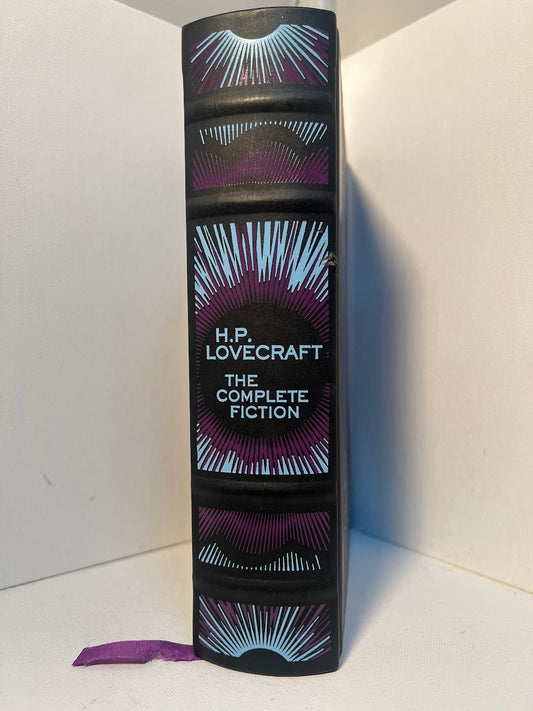 H.P.
LOVECRAFT
THE
COMPLETE
FICTION